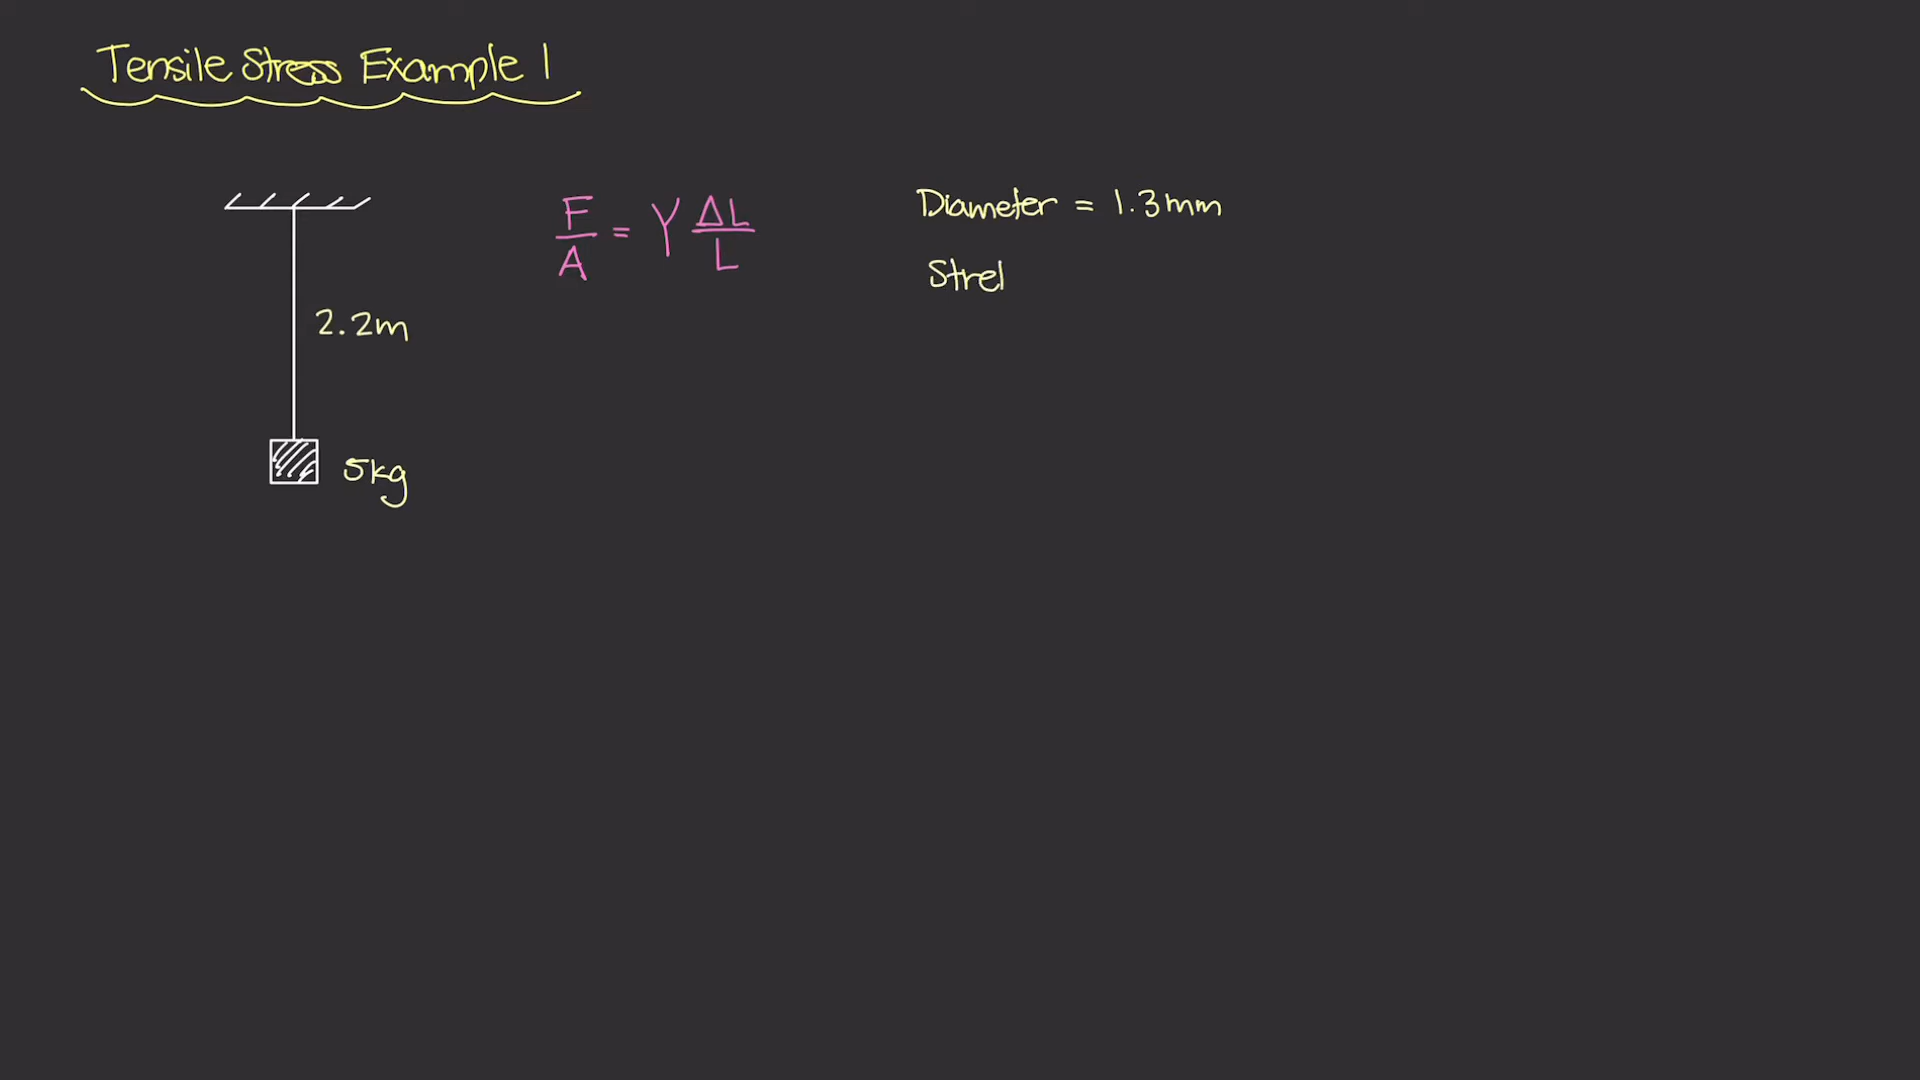 Tensile Stress Example 1
F/A = Y ΔL/L
Diameter = 1.3mm
Strel
2.2m
5kg